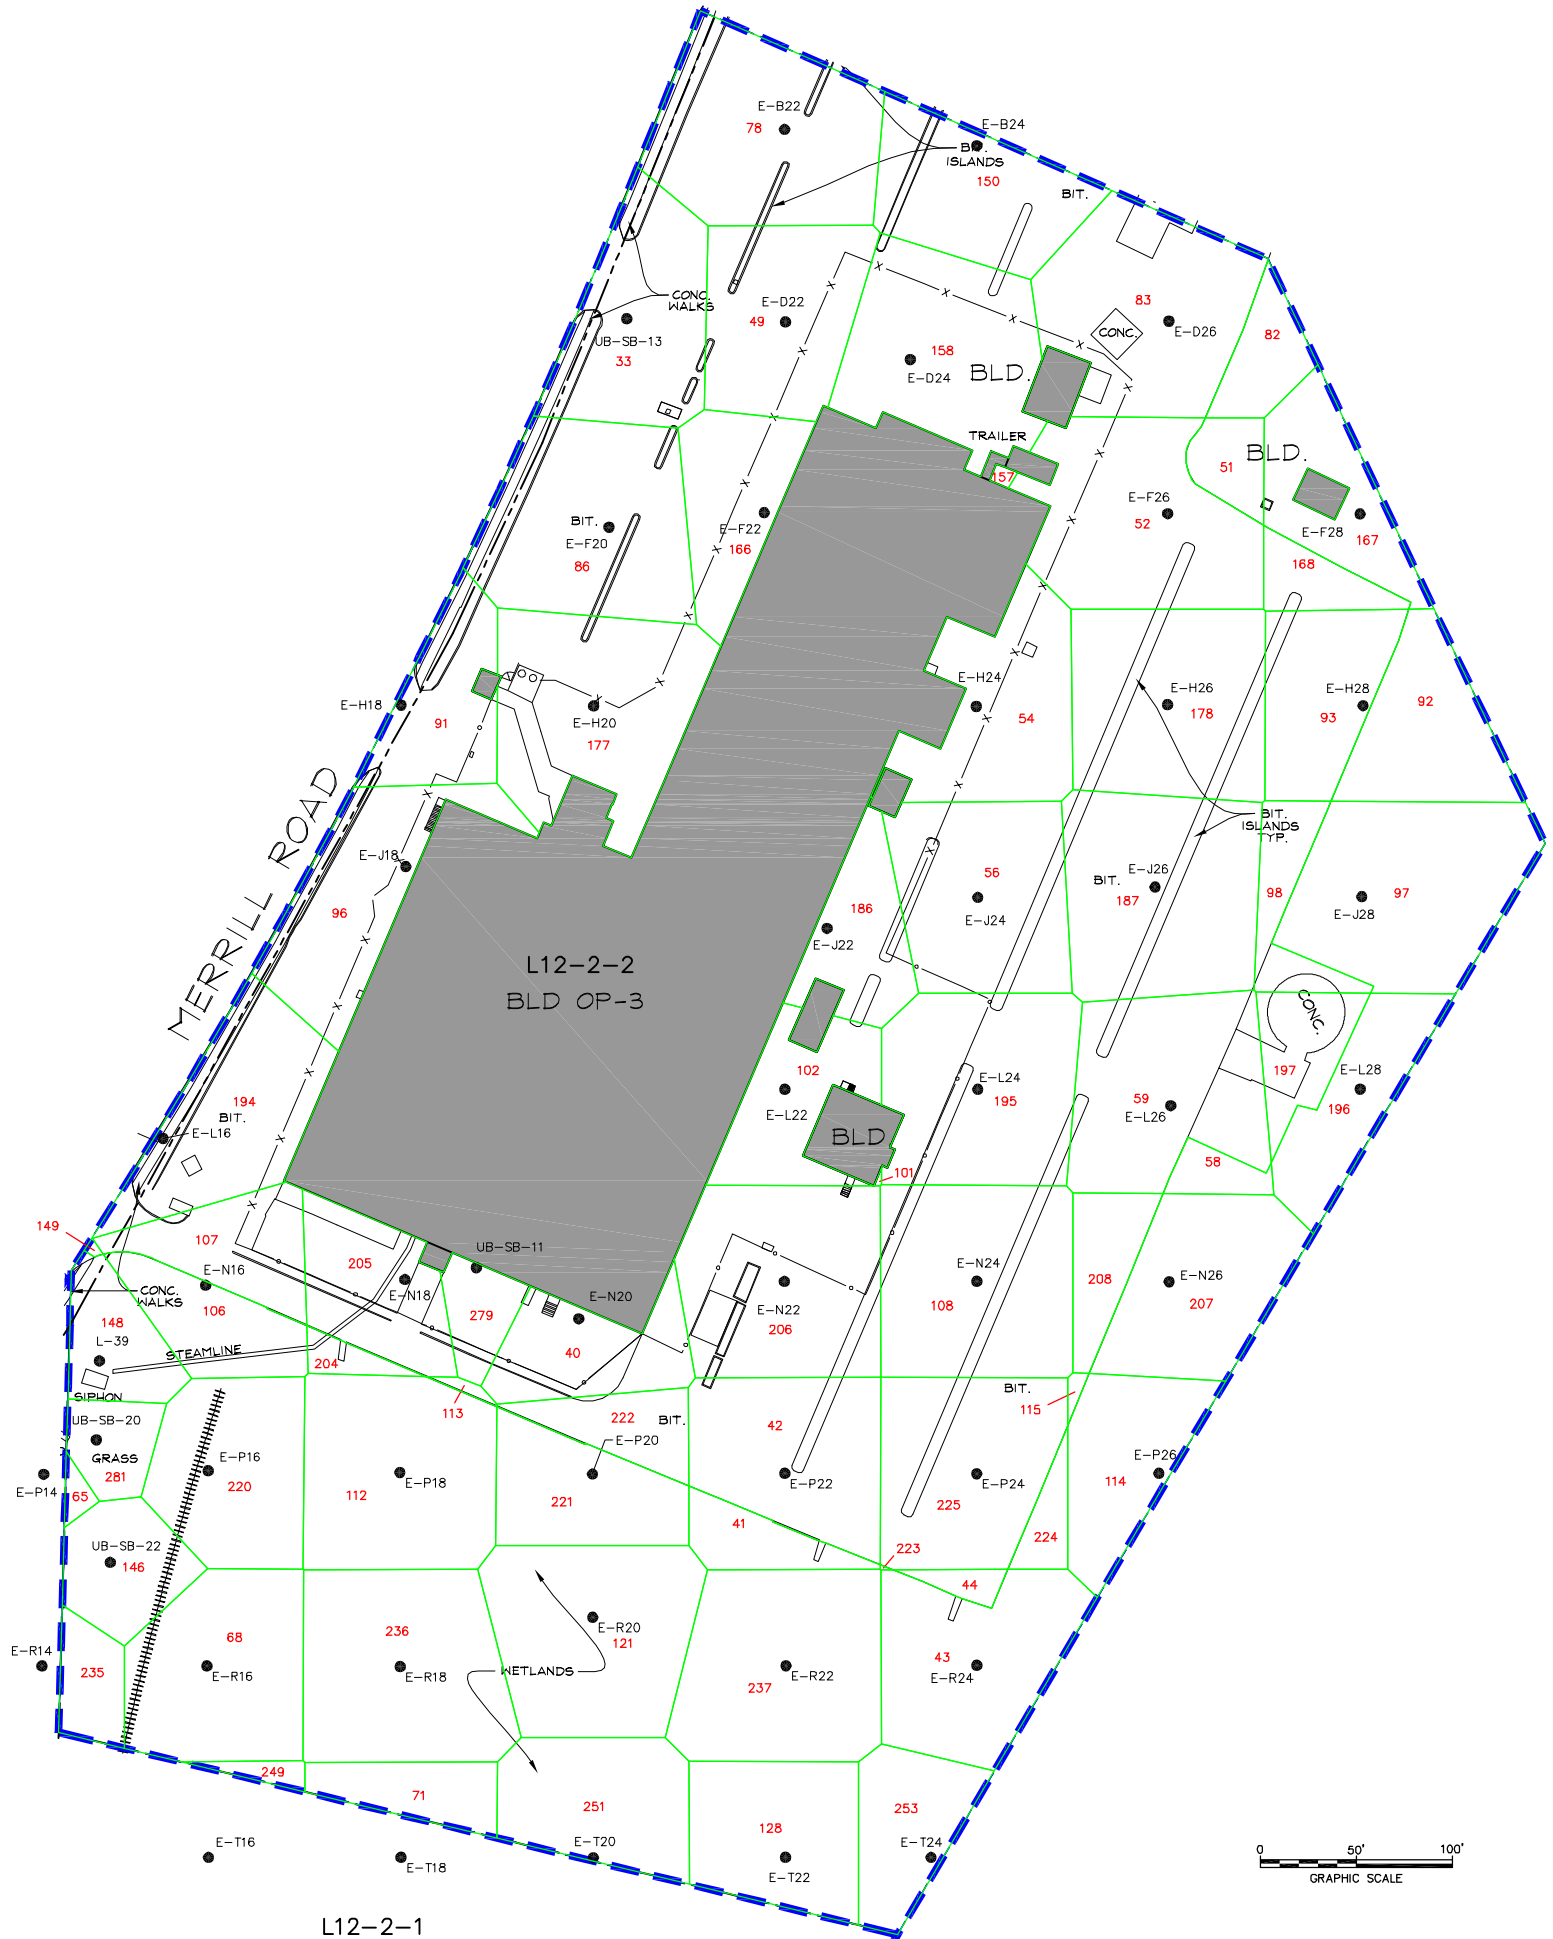 E-B22
78
E-B24
BIT.
ISLANDS
150
BIT.
CONC.
WALKS
E-D22
49
UB-SB-13
33
83
E-D26
CONC.
82
158
E-D24
BLD.
TRAILER
157
51
BLD.
E-F26
52
E-F28
167
168
BIT.
E-F20
86
E-F22
166
E-H18
91
E-H20
177
E-H24
54
E-H26
178
E-H28
93
92
MERRILL ROAD
BIT.
ISLANDS
TYP.
E-J18
96
56
E-J24
186
E-J22
BIT.
E-J26
187
98
97
E-J28
L12-2-2
BLD OP-3
CONC.
197
102
E-L22
E-L24
195
59
E-L26
E-L28
196
194
BIT.
E-L16
BLD
101
58
149
107
205
UB-SB-11
E-N16
106
E-N18
279
E-N20
40
E-N22
206
E-N24
108
208
E-N26
207
CONC.
WALKS
148
L-39
STEAMLINE
204
SIPHON
113
222
BIT.
42
BIT.
115
UB-SB-20
GRASS
281
E-P14
65
E-P16
220
E-P18
112
E-P20
221
E-P22
41
E-P24
225
E-P26
114
UB-SB-22
146
223
224
44
E-R14
235
68
E-R16
236
E-R18
E-R20
121
WETLANDS
E-R22
237
43
E-R24
249
71
251
128
253
E-T16
E-T18
E-T20
E-T22
E-T24
0 50' 100'
GRAPHIC SCALE
L12-2-1